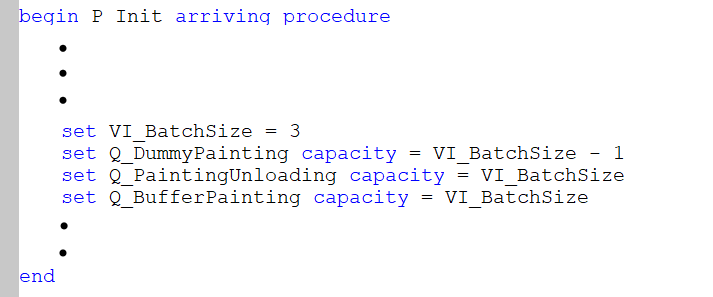 begin P_Init arriving procedure
•
•
•
set VI_BatchSize = 3
set Q_DummyPainting capacity = VI_BatchSize - 1
set Q_PaintingUnloading capacity = VI_BatchSize
set Q_BufferPainting capacity = VI_BatchSize
•
•
end